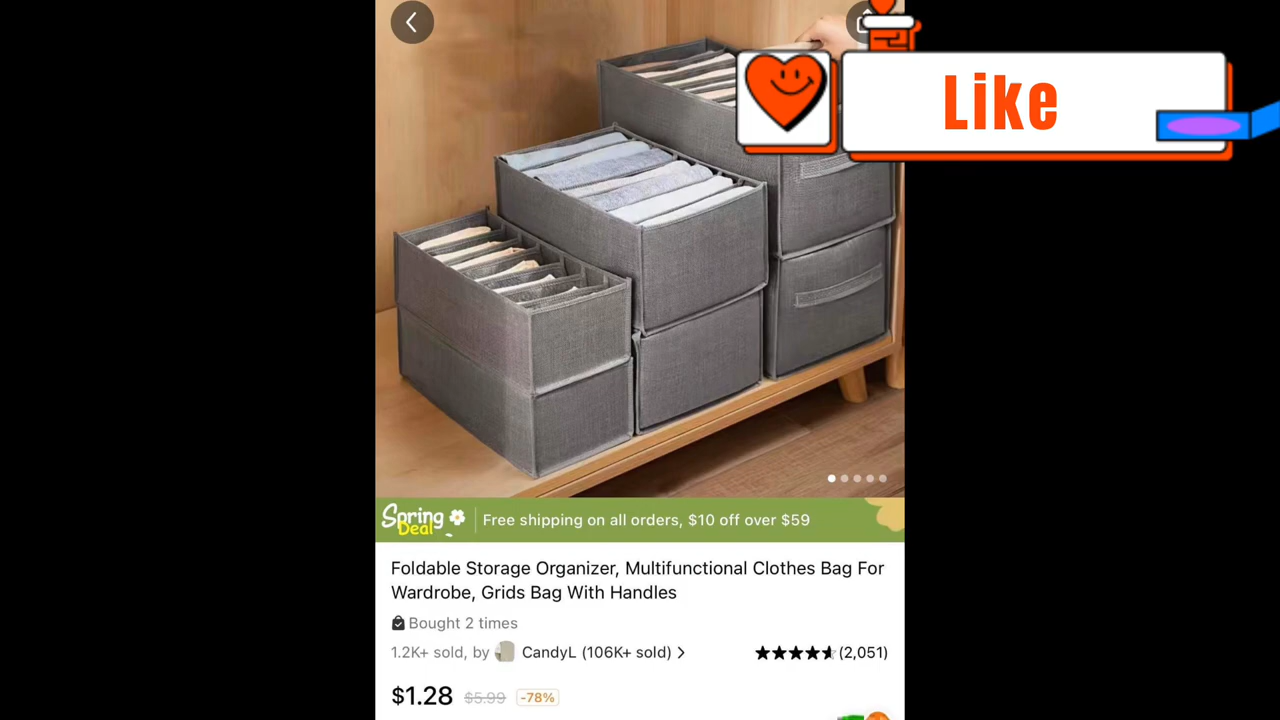 Like
Spring
Deal
Free shipping on all orders, $10 off over $59
Foldable Storage Organizer, Multifunctional Clothes Bag For
Wardrobe, Grids Bag With Handles
Bought 2 times
1.2K+ sold, by CandyL (106K+ sold) (2,051)
$1.28 $5.99 -78%